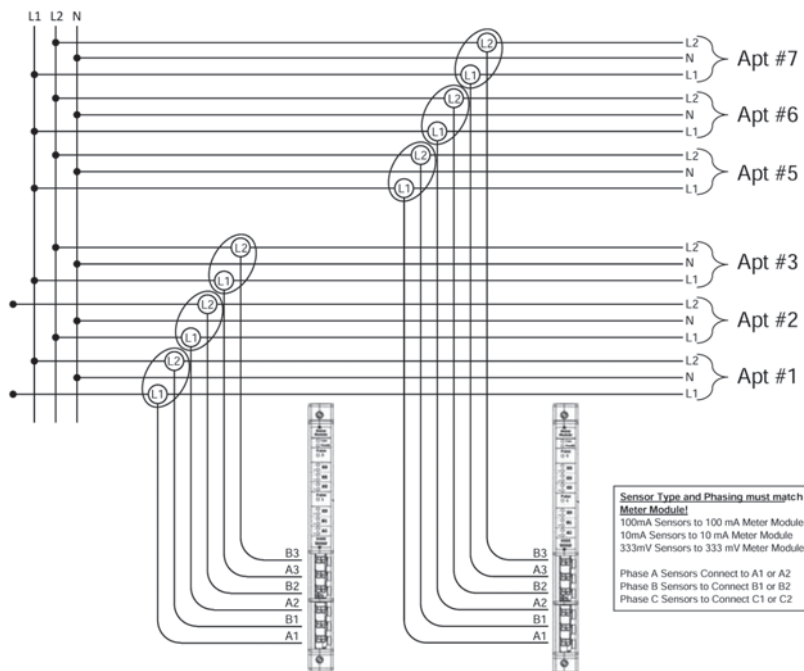 L1 L2 N
L2
L2
N
L1
L1
Apt #7
L2
L2
N
L1
L1
Apt #6
L2
L2
N
L1
L1
Apt #5
L2
L2
N
L1
L1
Apt #3
L2
L2
N
L1
L1
Apt #2
L2
L2
N
L1
L1
Apt #1
B3
A3
B2
A2
B1
A1
B3
A3
B2
A2
B1
A1
Sensor Type and Phasing must match
Meter Module!
100mA Sensors to 100 mA Meter Module
10mA Sensors to 10 mA Meter Module
333mV Sensors to 333 mV Meter Module
Phase A Sensors Connect to A1 or A2
Phase B Sensors to Connect B1 or B2
Phase C Sensors to Connect C1 or C2